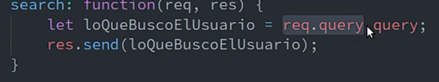 search: function(req, res) {
let loQueBuscoElUsuario = req.query.query;
res.send(loQueBuscoElUsuario);
}